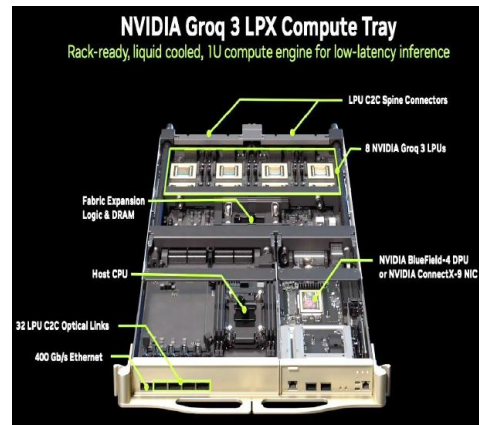 NVIDIA Groq 3 LPX Compute Tray
Rack-ready, liquid cooled, 1U compute engine for low-latency inference
LPU C2C Spine Connectors
8 NVIDIA Groq 3 LPUs
Fabric Expansion
Logic & DRAM
NVIDIA BlueField-4 DPU
or NVIDIA ConnectX-9 NIC
Host CPU
32 LPU C2C Optical Links
400 Gb/s Ethernet